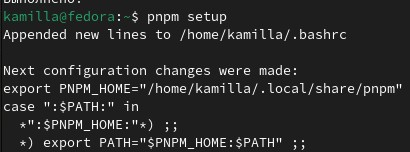 Выполнено.
kamilla@fedora:~$ pnpm setup
Appended new lines to /home/kamilla/.bashrc
Next configuration changes were made:
export PNPM_HOME="/home/kamilla/.local/share/pnpm"
case ":$PATH:" in
  *":$PNPM_HOME:"*) ;;
  *) export PATH="$PNPM_HOME:$PATH" ;;